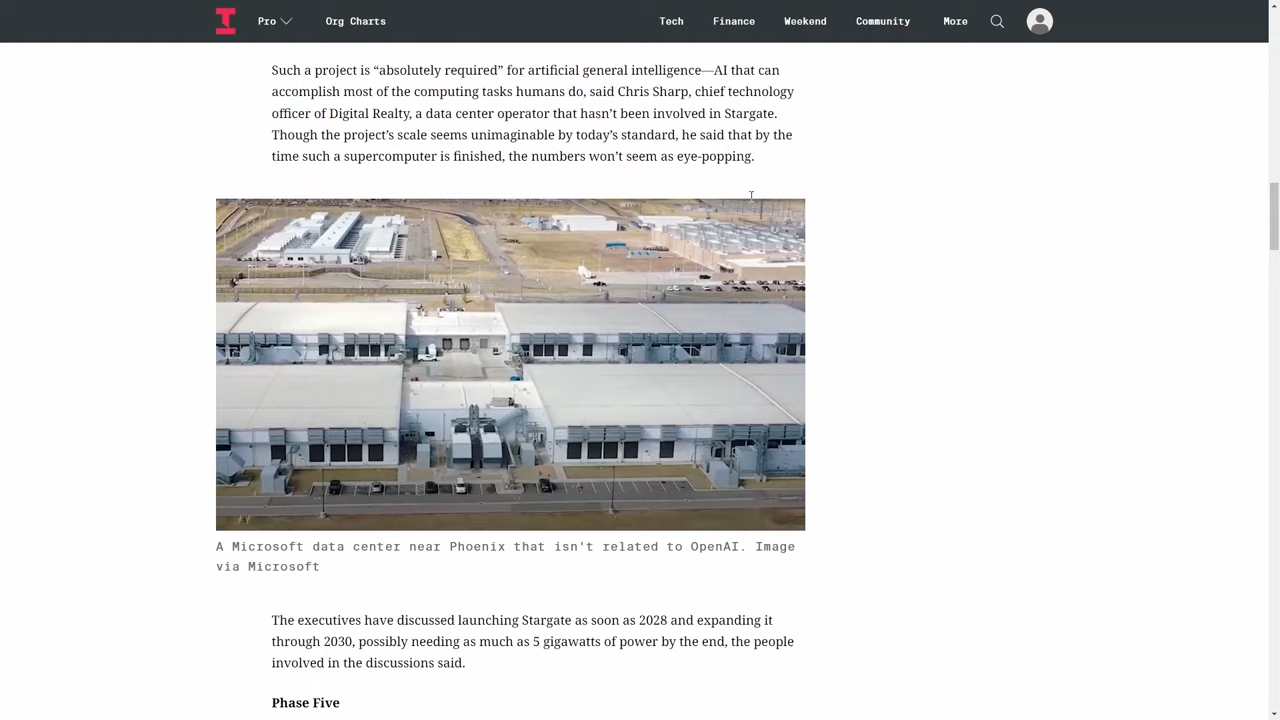 Pro
Org Charts
Tech
Finance
Weekend
Community
More
Such a project is “absolutely required” for artificial general intelligence—AI that can
accomplish most of the computing tasks humans do, said Chris Sharp, chief technology
officer of Digital Realty, a data center operator that hasn’t been involved in Stargate.
Though the project’s scale seems unimaginable by today’s standard, he said that by the
time such a supercomputer is finished, the numbers won’t seem as eye-popping.
A Microsoft data center near Phoenix that isn't related to OpenAI. Image
via Microsoft
The executives have discussed launching Stargate as soon as 2028 and expanding it
through 2030, possibly needing as much as 5 gigawatts of power by the end, the people
involved in the discussions said.
Phase Five